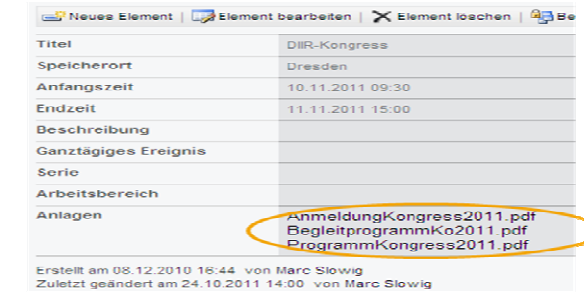 Neues Element | Element bearbeiten | Element löschen | Be
Titel DIIR-Kongress
Speicherort Dresden
Anfangszeit 10.11.2011 09:30
Endzeit 11.11.2011 15:00
Beschreibung
Ganztägiges Ereignis
Serie
Arbeitsbereich
Anlagen AnmeldungKongress2011.pdf
BegleitprogrammKo2011.pdf
ProgrammKongress2011.pdf
Erstellt am 08.12.2010 16:44 von Marc Slowig
Zuletzt geändert am 24.10.2011 14:00 von Marc Slowig